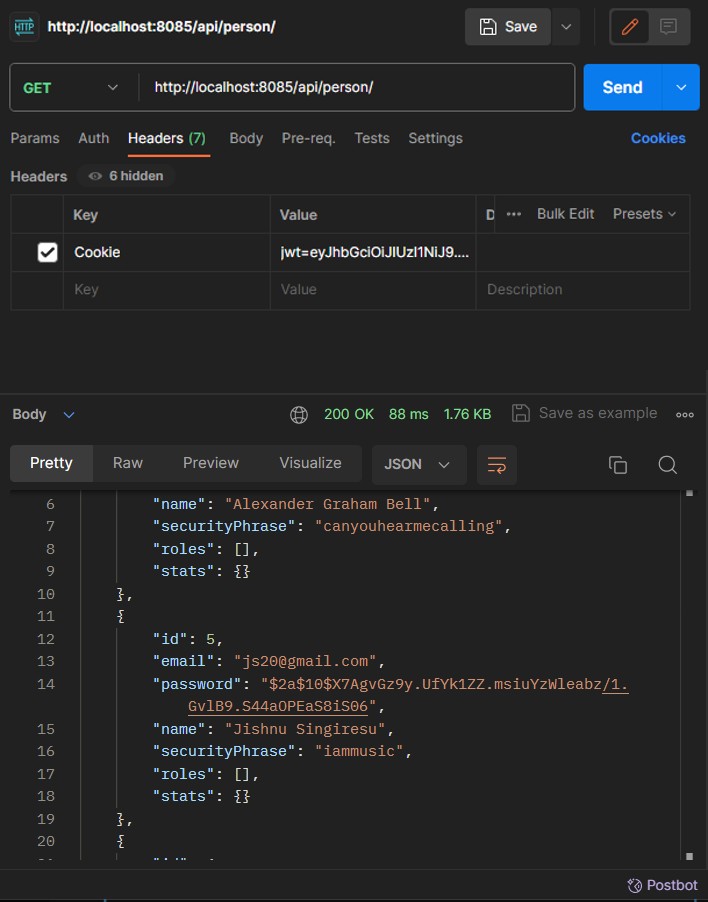 HTTP http://localhost:8085/api/person/ Save
GET http://localhost:8085/api/person/ Send
Params Auth Headers (7) Body Pre-req. Tests Settings Cookies
Headers 6 hidden
Key Value D ••• Bulk Edit Presets
Cookie jwt=eyJhbGciOiJIUzI1NiJ9....
Key Value Description
Body 200 OK 88 ms 1.76 KB Save as example
Pretty Raw Preview Visualize JSON
6 "name": "Alexander Graham Bell",
7 "securityPhrase": "canyouhearmecalling",
8 "roles": [],
9 "stats": {}
10 },
11 {
12 "id": 5,
13 "email": "js20@gmail.com",
14 "password": "$2a$10$X7AgvGz9y.UfYk1ZZ.msiuYzWleabz/1.
GvlB9.S44aOPEaS8iS06",
15 "name": "Jishnu Singiresu",
16 "securityPhrase": "iammusic",
17 "roles": [],
18 "stats": {}
19 },
20 {
Postbot